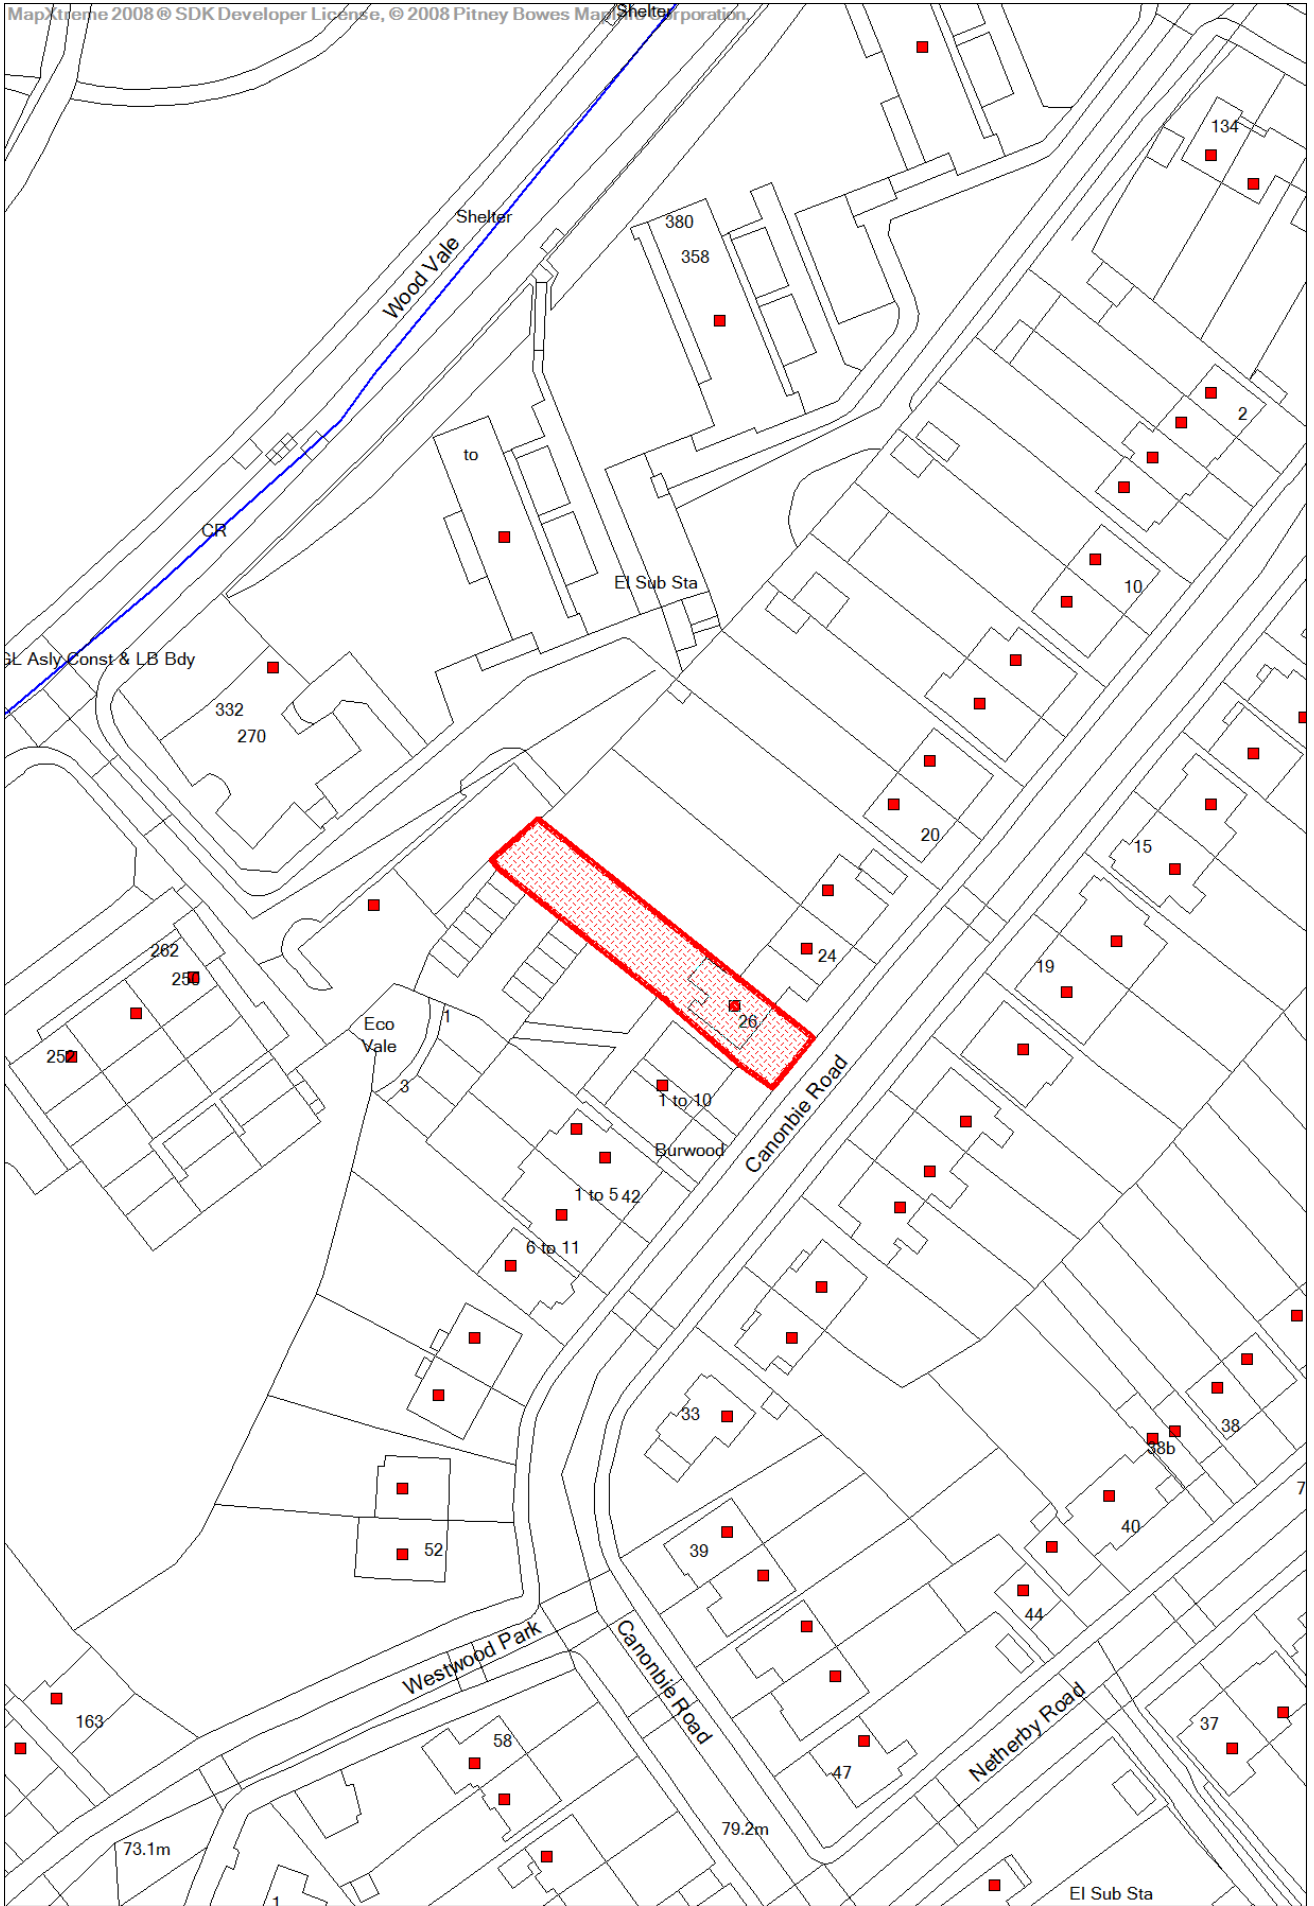 MapXtreme 2008 ® SDK Developer License, © 2008 Pitney Bowes MapInfo Corporation.
Shelter
134
Shelter
380
Wood Vale
358
2
to
CR
El Sub Sta
10
GL Asly Const & LB Bdy
332
270
20
15
262
24
250
19
1
26
Eco
Vale
252
3
1 to 10
Canonbie Road
Burwood
1 to 5
42
6 to 11
33
38
38b
7
40
39
52
44
Westwood Park
Canonbie Road
163
Netherby Road
37
58
47
79.2m
73.1m
El Sub Sta
1